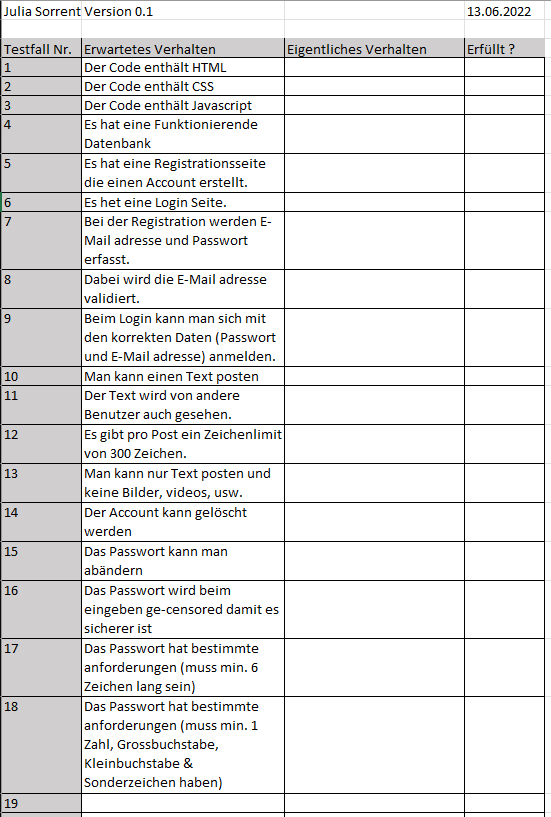 Julia Sorrent Version 0.1 13.06.2022
Testfall Nr. Erwartetes Verhalten Eigentliches Verhalten Erfüllt ?
1 Der Code enthält HTML
2 Der Code enthält CSS
3 Der Code enthält Javascript
4 Es hat eine Funktionierende
Datenbank
5 Es hat eine Registrationsseite
die einen Account erstellt.
6 Es het eine Login Seite.
7 Bei der Registration werden E-
Mail adresse und Passwort
erfasst.
8 Dabei wird die E-Mail adresse
validiert.
9 Beim Login kann man sich mit
den korrekten Daten (Passwort
und E-Mail adresse) anmelden.
10 Man kann einen Text posten
11 Der Text wird von andere
Benutzer auch gesehen.
12 Es gibt pro Post ein Zeichenlimit
von 300 Zeichen.
13 Man kann nur Text posten und
keine Bilder, videos, usw.
14 Der Account kann gelöscht
werden
15 Das Passwort kann man
abändern
16 Das Passwort wird beim
eingeben ge-censored damit es
sicherer ist
17 Das Passwort hat bestimmte
anforderungen (muss min. 6
Zeichen lang sein)
18 Das Passwort hat bestimmte
anforderungen (muss min. 1
Zahl, Grossbuchstabe,
Kleinbuchstabe &
Sonderzeichen haben)
19